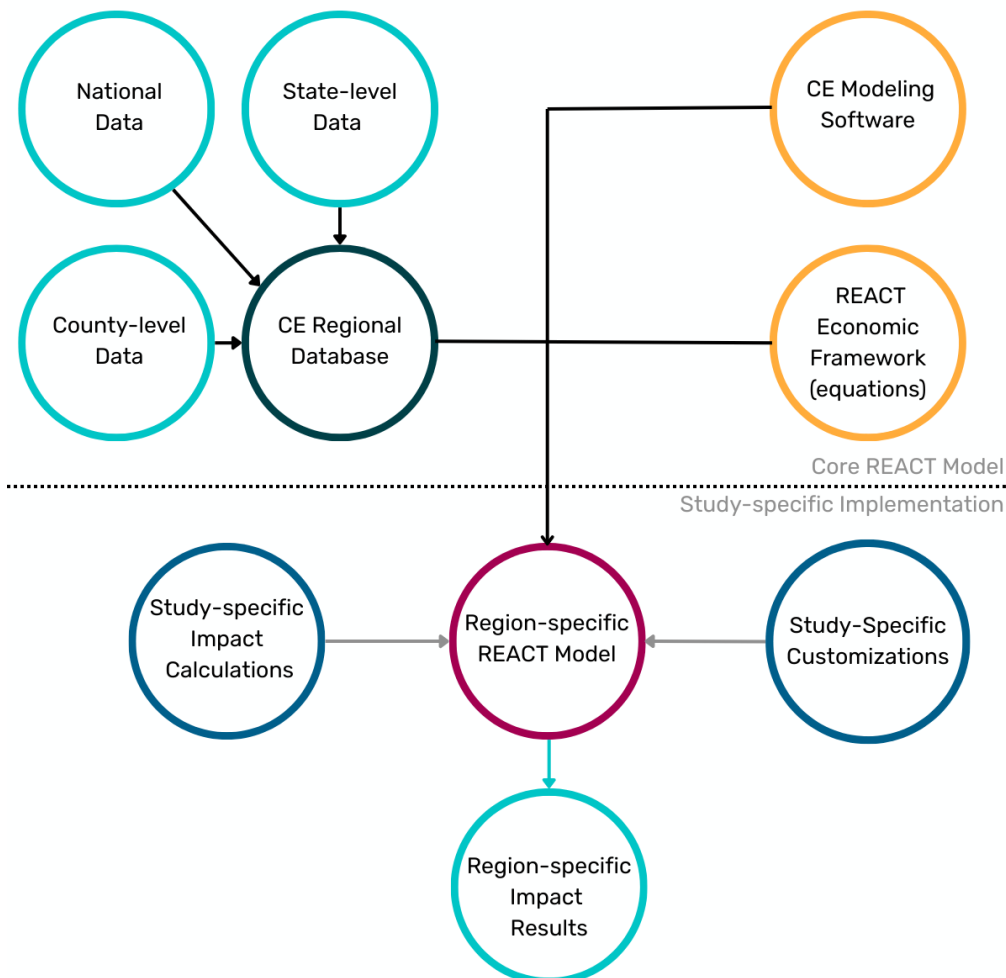 National
Data
State-level
Data
CE Modeling
Software
County-level
Data
CE Regional
Database
REACT
Economic
Framework
(equations)
Core REACT Model
Study-specific Implementation
Study-specific
Impact
Calculations
Region-specific
REACT Model
Study-Specific
Customizations
Region-specific
Impact
Results